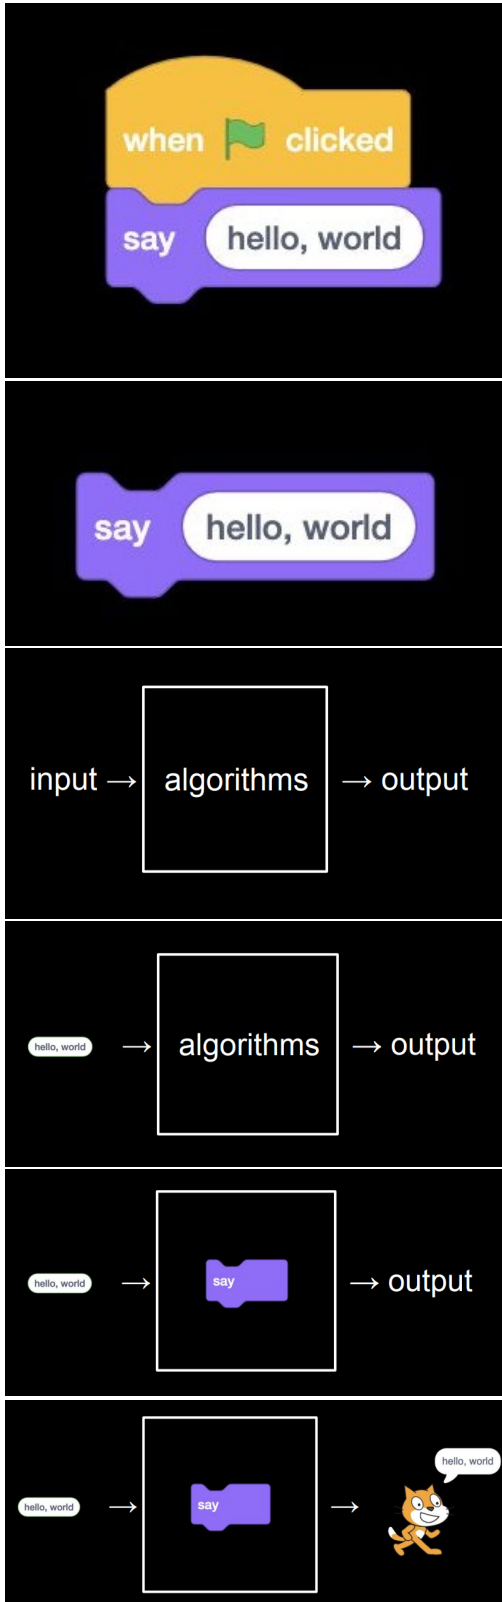 when clicked
say hello, world
say hello, world
input → algorithms → output
hello, world → algorithms → output
hello, world → say → output
hello, world
hello, world → say →